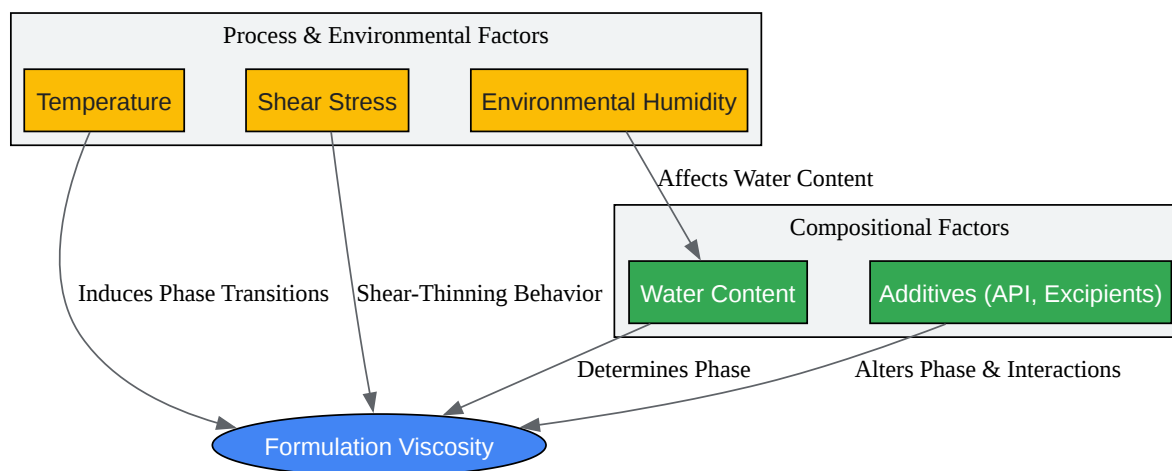 Process & Environmental Factors
Temperature
Shear Stress
Environmental Humidity
Affects Water Content
Compositional Factors
Water Content
Additives (API, Excipients)
Induces Phase Transitions
Shear-Thinning Behavior
Determines Phase
Alters Phase & Interactions
Formulation Viscosity